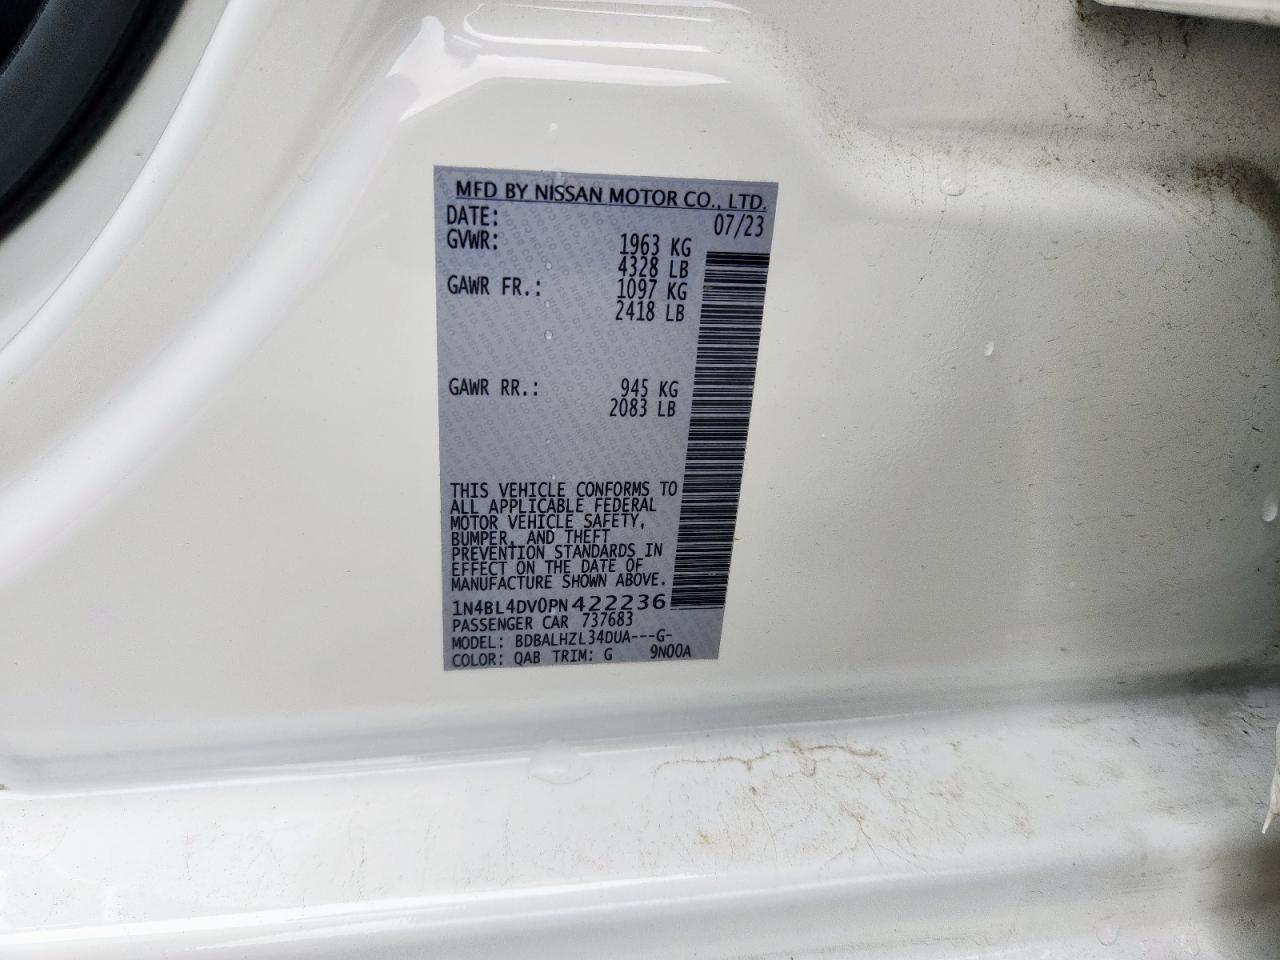 MFD BY NISSAN MOTOR CO., LTD.
DATE: 07/23
GVWR: 1963 KG
4328 LB
GAWR FR.: 1097 KG
2418 LB
GAWR RR.: 945 KG
2083 LB
THIS VEHICLE CONFORMS TO
ALL APPLICABLE FEDERAL
MOTOR VEHICLE SAFETY,
BUMPER, AND THEFT
PREVENTION STANDARDS IN
EFFECT ON THE DATE OF
MANUFACTURE SHOWN ABOVE.
1N4BL4DV0PN422236
PASSENGER CAR 737683
MODEL: BDBALHZL34DUA---G-
COLOR: QAB TRIM: G 9N00A